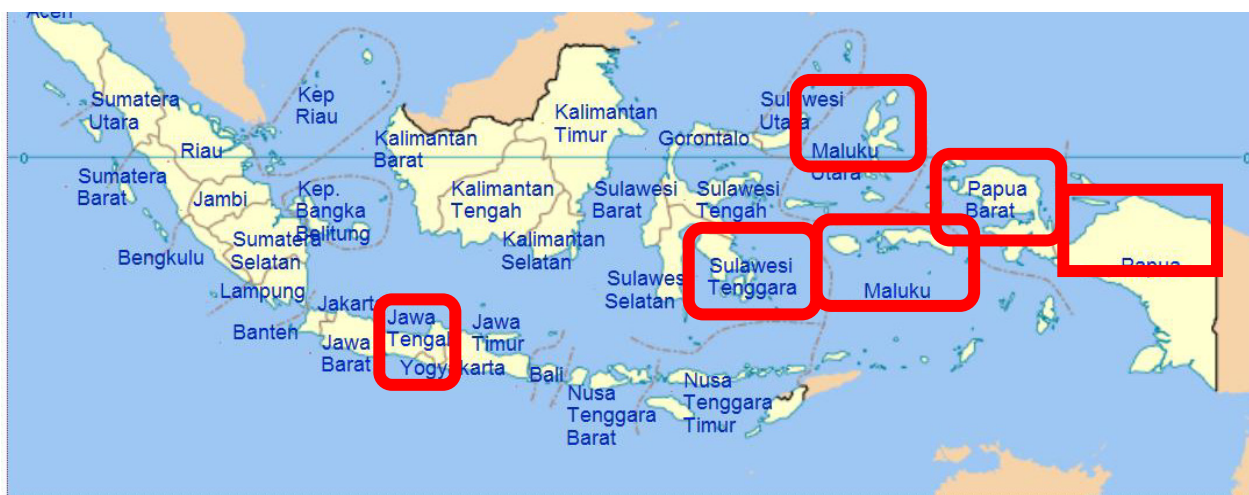 Aceh
Sumatera
Utara
Kep
Riau
Riau
Sumatera
Barat
Jambi
Kep.
Bangka
Belitung
Bengkulu
Sumatera
Selatan
Lampung
Kalimantan
Barat
Kalimantan
Timur
Kalimantan
Tengah
Kalimantan
Selatan
Sulawesi
Utara
Gorontalo
Sulawesi
Barat
Sulawesi
Tengah
Sulawesi
Selatan
Sulawesi
Tenggara
Maluku
Utara
Maluku
Papua
Barat
Papua
Jakarta
Banten
Jawa
Barat
Jawa
Tengah
Yogyakarta
Jawa
Timur
Bali
Nusa
Tenggara
Barat
Nusa
Tenggara
Timur
0
0